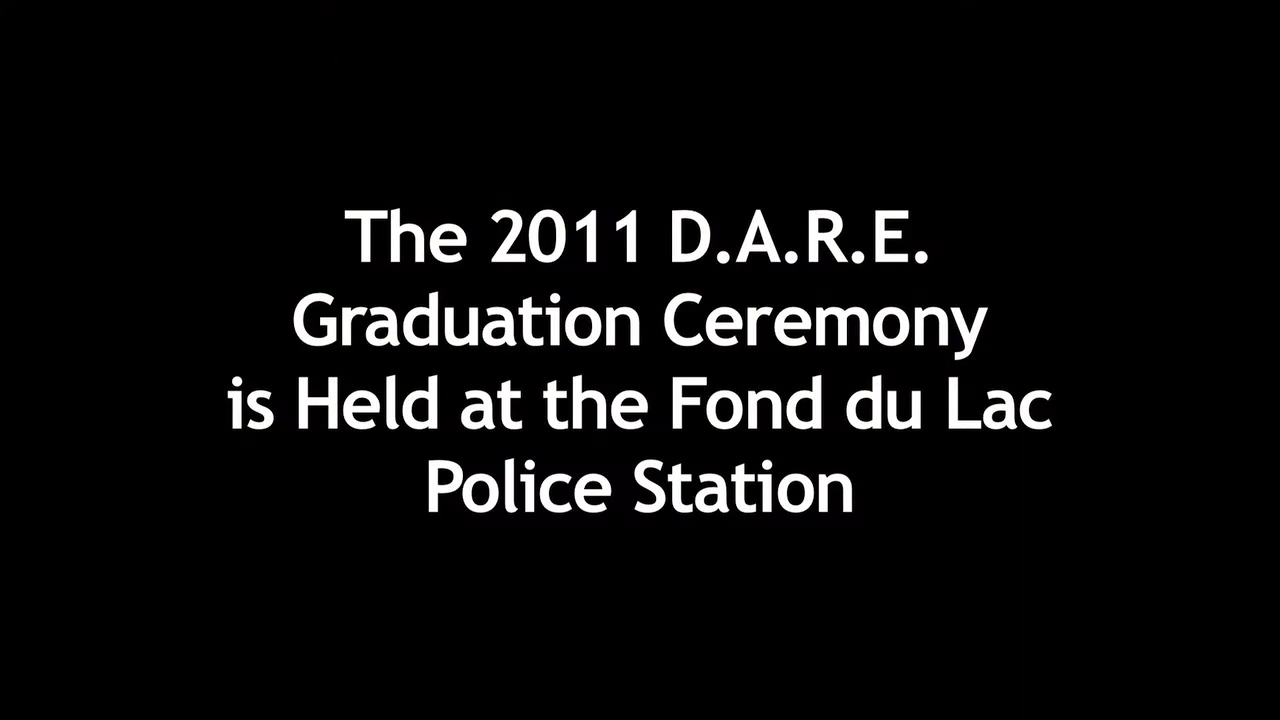 The 2011 D.A.R.E.
Graduation Ceremony
is Held at the Fond du Lac
Police Station